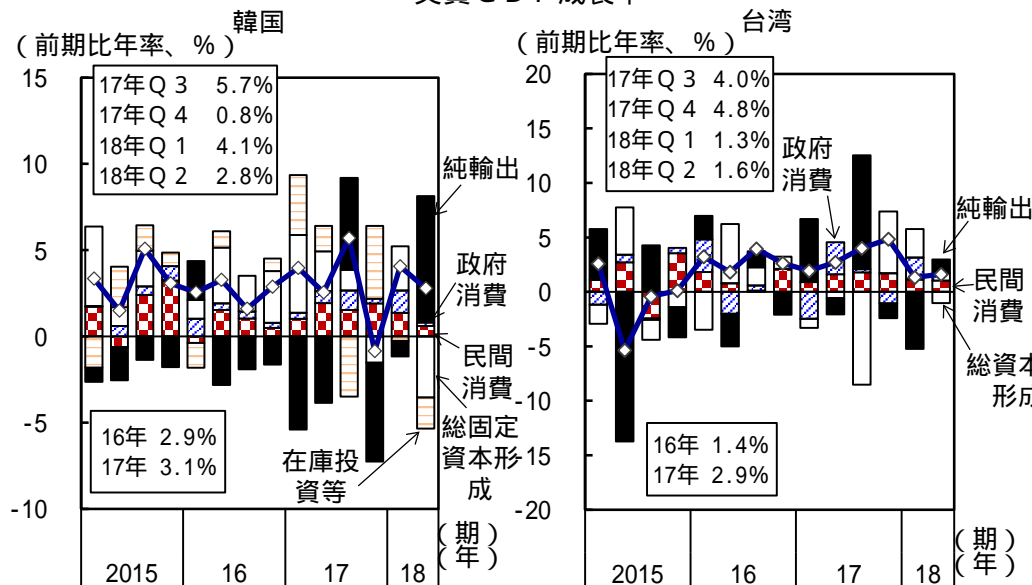 韓国
(前期比年率、%)
15
10
5
0
-5
-10
17年Q3 5.7%
17年Q4 0.8%
18年Q1 4.1%
18年Q2 2.8%
純輸出
政府
消費
民間
消費
総固定
資本形
成
在庫投
資等
16年 2.9%
17年 3.1%
(期)
(年)
2015 16 17 18
台湾
(前期比年率、%)
20
15
10
5
0
-5
-10
-15
-20
17年Q3 4.0%
17年Q4 4.8%
18年Q1 1.3%
18年Q2 1.6%
政府
消費
純輸出
民間
消費
総資本
形成
16年 1.4%
17年 2.9%
(期)
(年)
2015 16 17 18